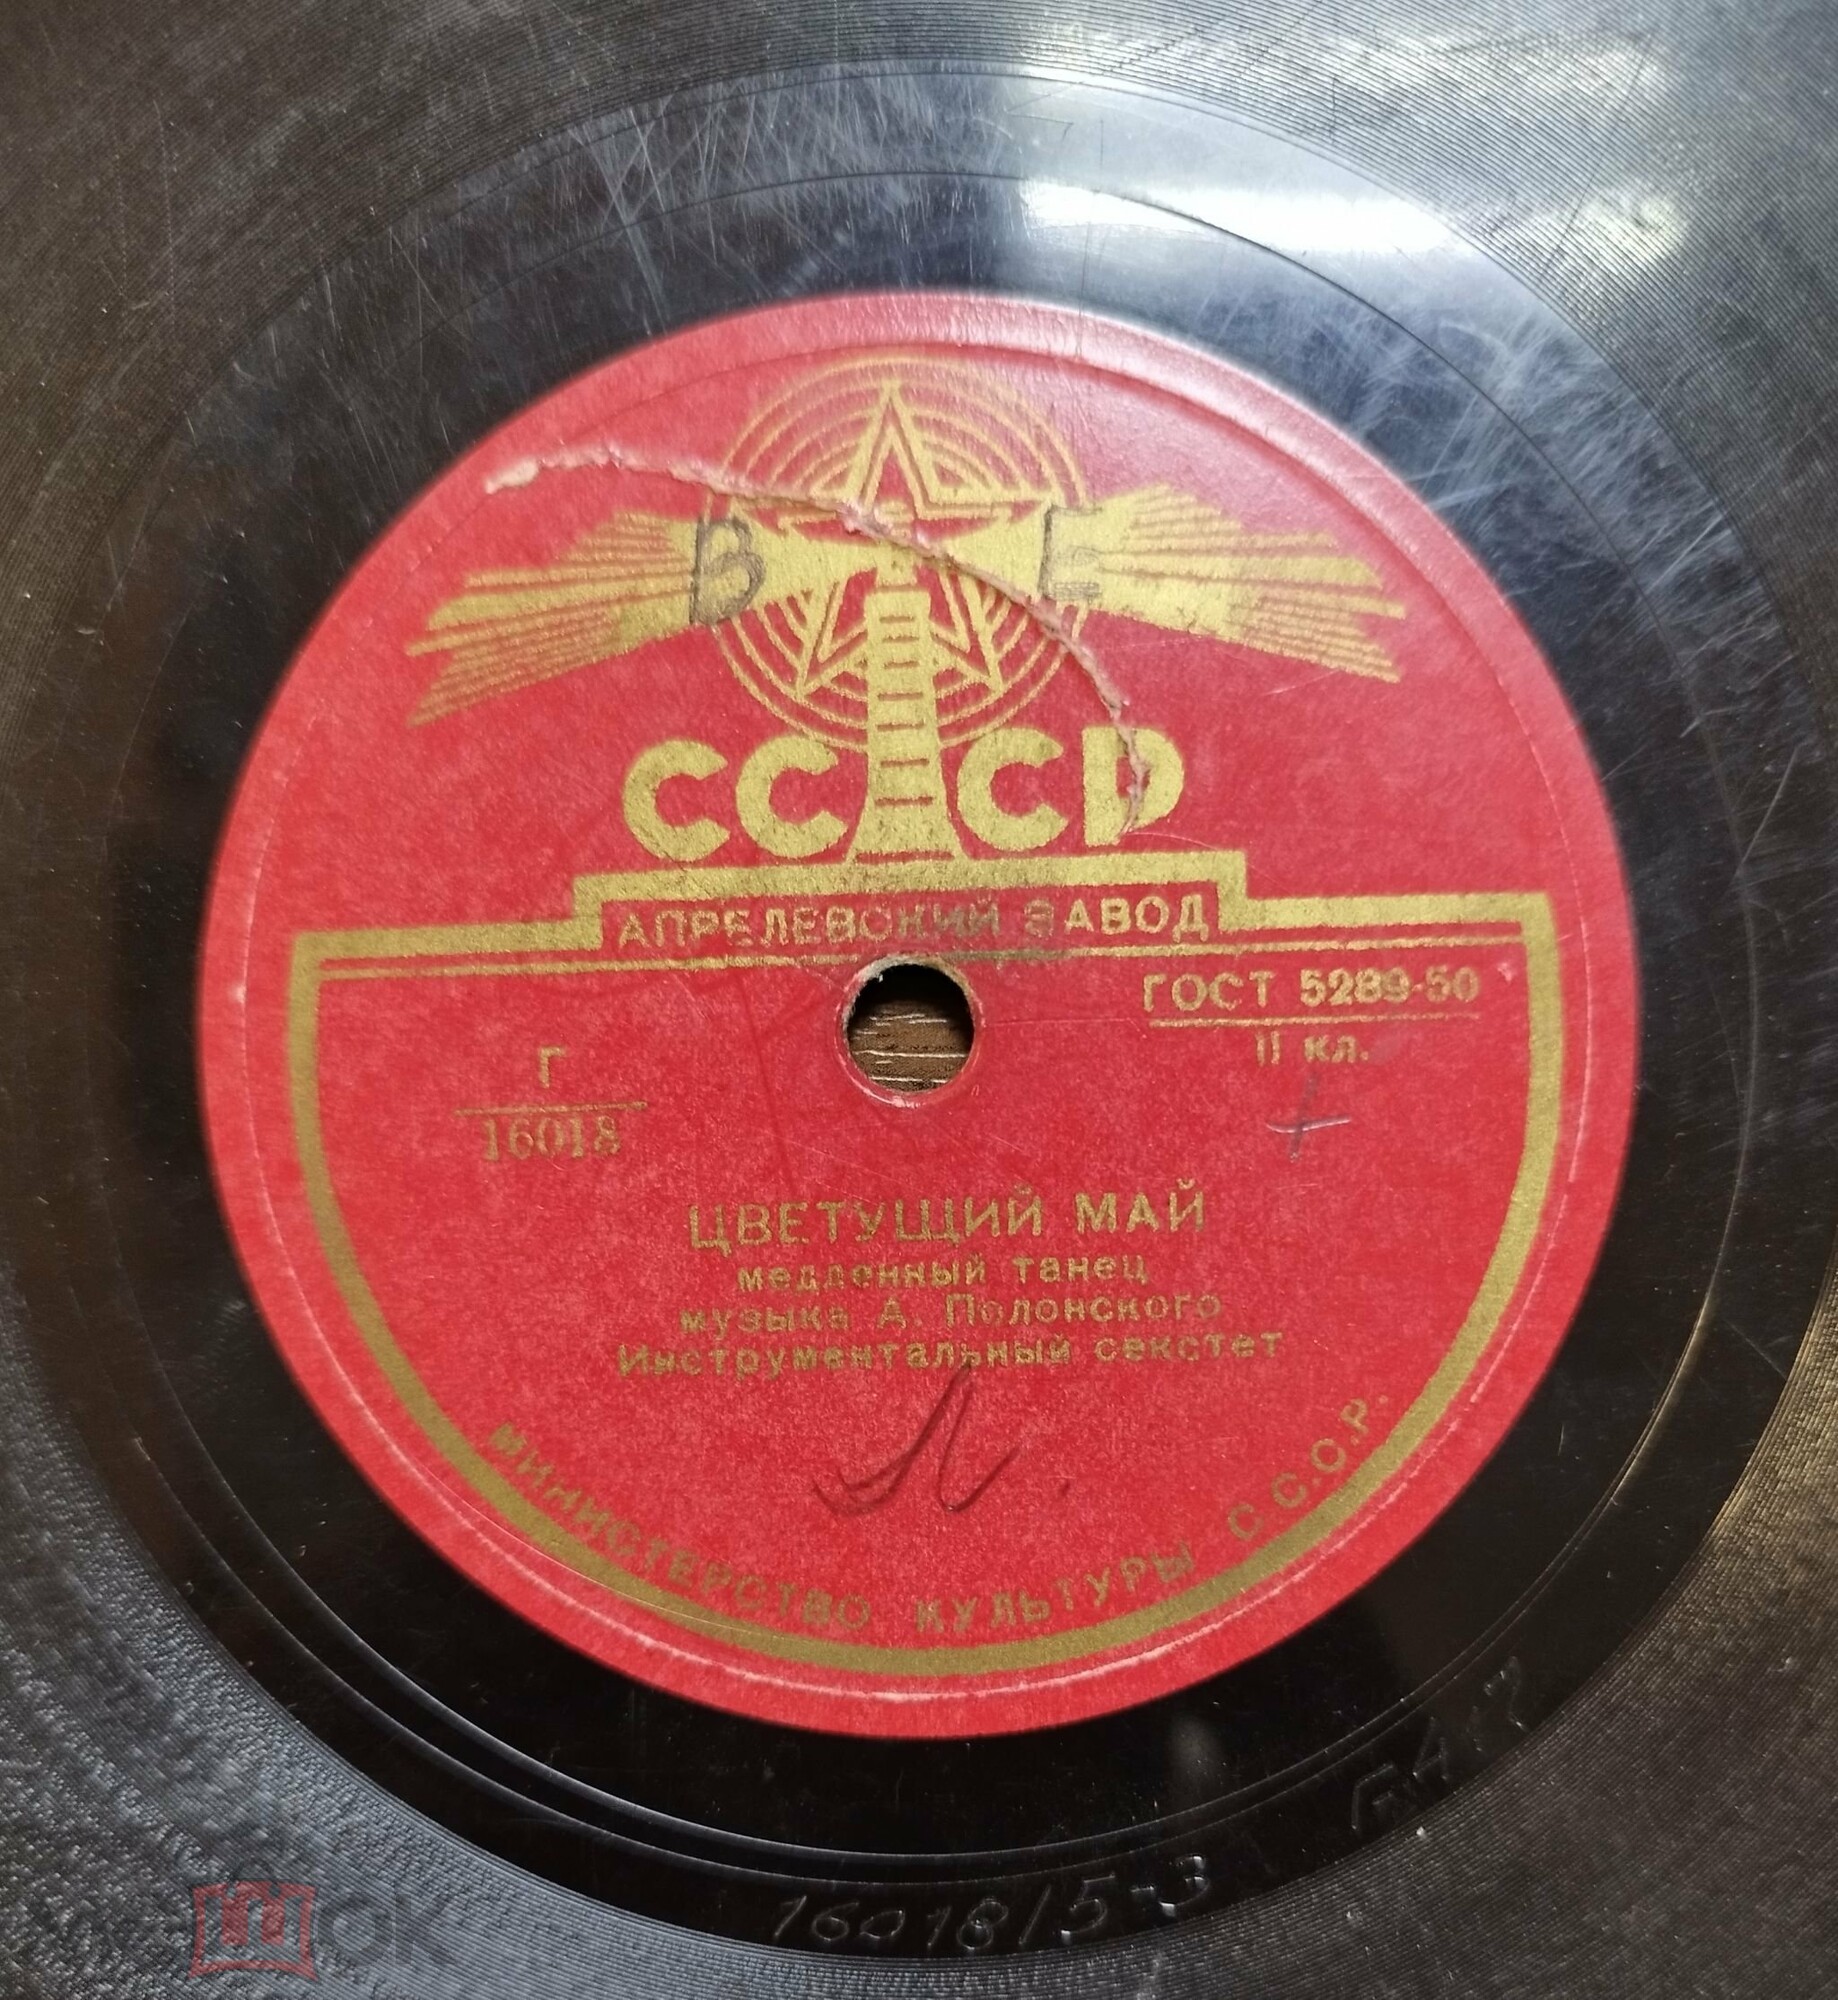 В Е
СССР
АПРЕЛЕВСКИЙ ЗАВОД
ГОСТ 5289-50
II кл.
Г
16018
ЦВЕТУЩИЙ МАЙ
медленный танец
музыка А. Полонского
Инструментальный секстет
Л.
МИНИСТЕРСТВО КУЛЬТУРЫ С.С.С.Р.
16018/5-3